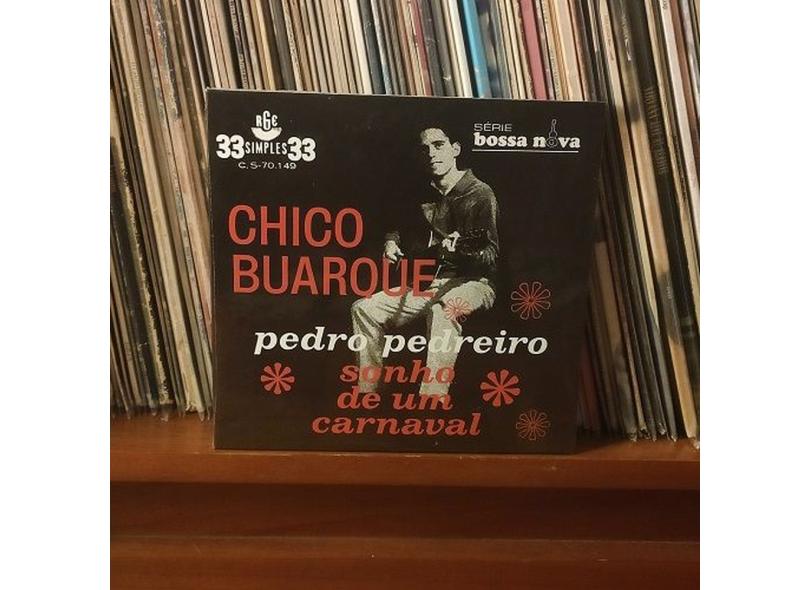 RGE
33 SIMPLES 33
C. S-70.149
SÉRIE
bossa nova
CHICO
BUARQUE
pedro pedreiro
sonho
de um
carnaval